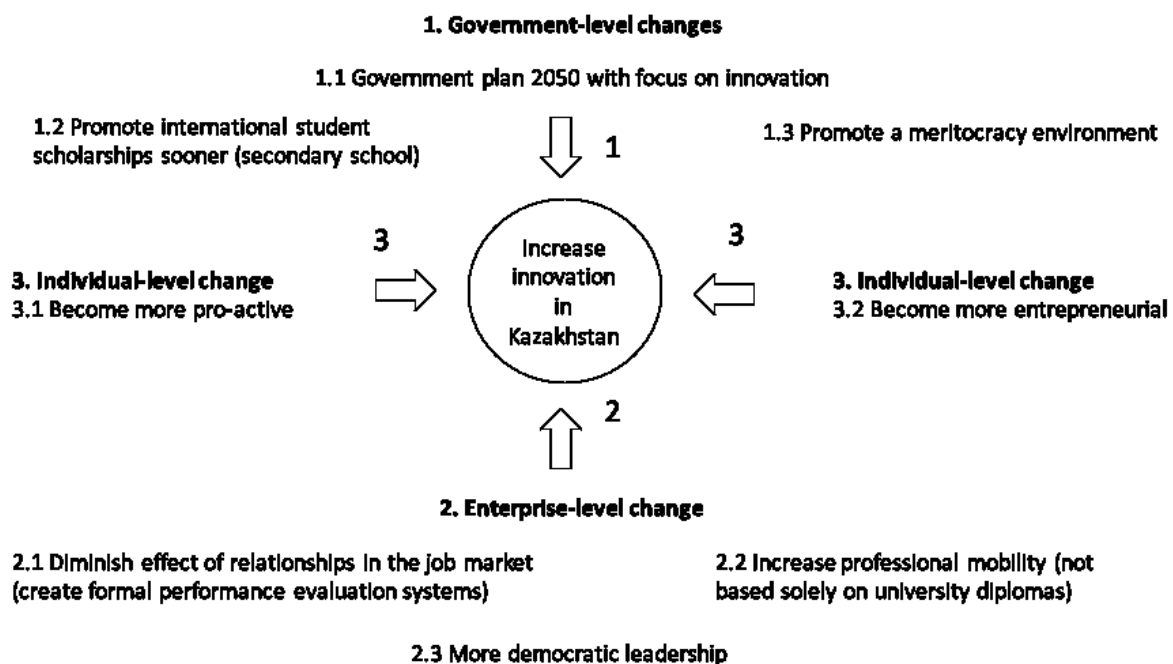 1. Government-level changes
1.1 Government plan 2050 with focus on innovation
1.2 Promote international student
scholarships sooner (secondary school)
1
1.3 Promote a meritocracy environment
3
3. Individual-level change
3.1 Become more pro-active
Increase
innovation
in
Kazakhstan
3
3. Individual-level change
3.2 Become more entrepreneurial
2
2. Enterprise-level change
2.1 Diminish effect of relationships in the job market
(create formal performance evaluation systems)
2.2 Increase professional mobility (not
based solely on university diplomas)
2.3 More democratic leadership